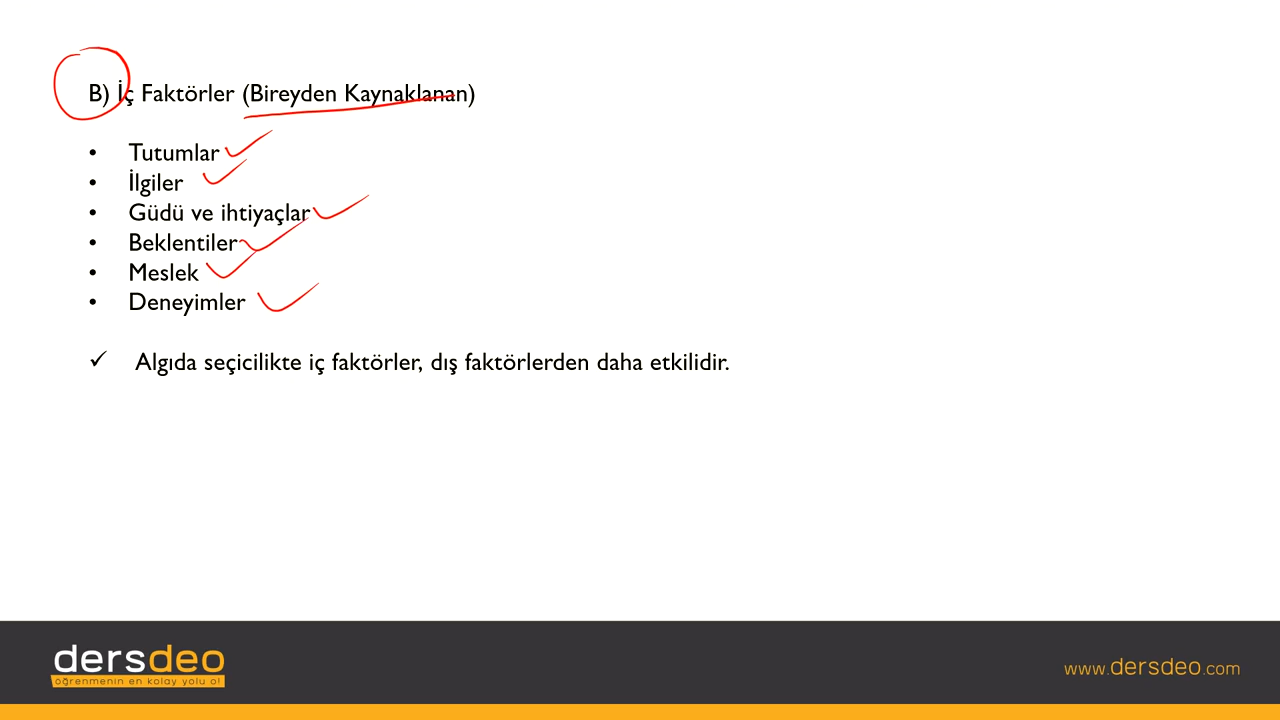 B) İç Faktörler (Bireyden Kaynaklanan)
• Tutumlar
• İlgiler
• Güdü ve ihtiyaçlar
• Beklentiler
• Meslek
• Deneyimler
✓ Algıda seçicilikte iç faktörler, dış faktörlerden daha etkilidir.
dersdeo
öğrenmenin en kolay yolu o!
www.dersdeo.com